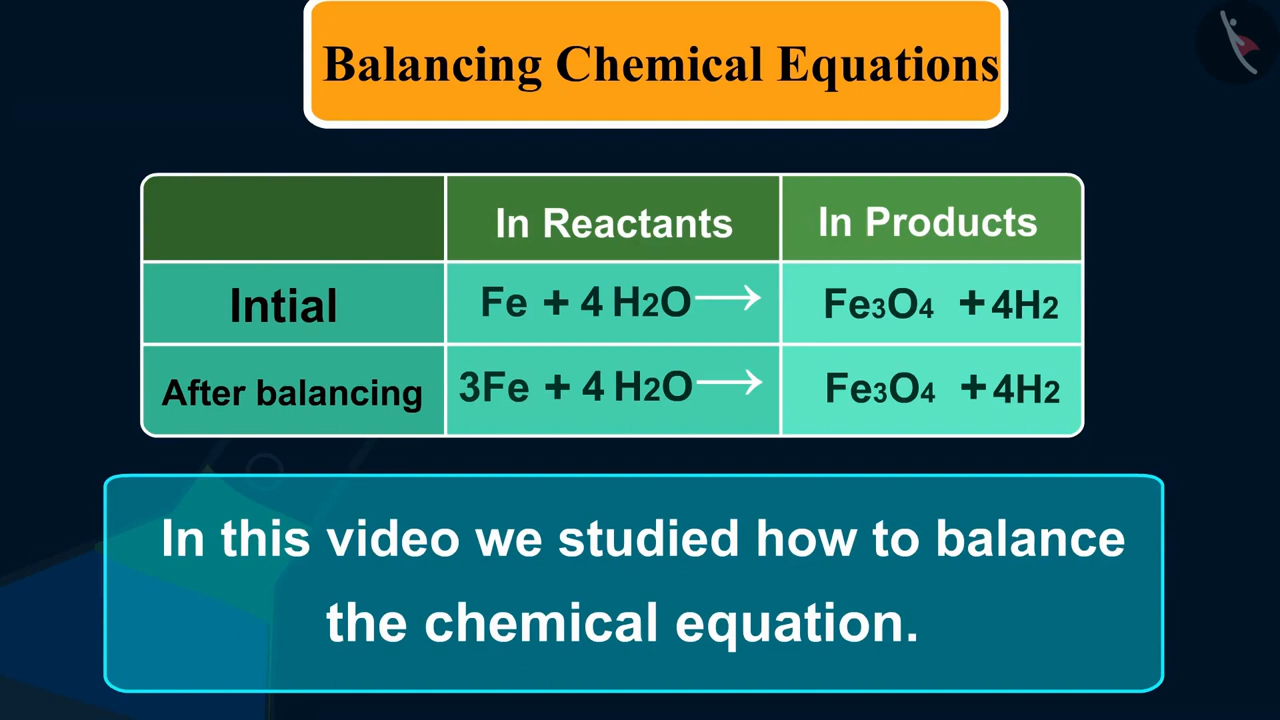 Balancing Chemical Equations
In Reactants In Products
Intial Fe + 4 H2O⟶ Fe3O4 + 4H2
After balancing 3Fe + 4 H2O⟶ Fe3O4 + 4H2
In this video we studied how to balance
the chemical equation.